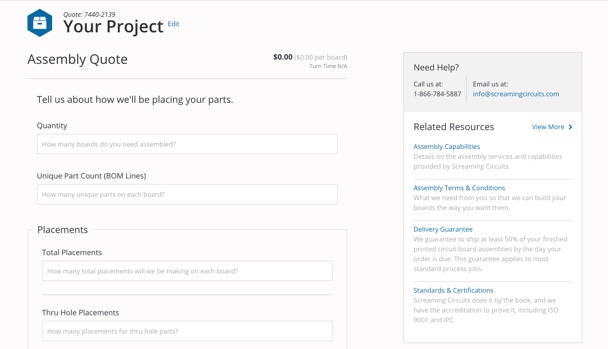 Quote: 7440-2139
Your Project Edit
Assembly Quote
$0.00 ($0.00 per board)
Turn Time N/A
Tell us about how we'll be placing your parts.
Quantity
How many boards do you need assembled?
Unique Part Count (BOM Lines)
How many unique parts on each board?
Placements
Total Placements
How many total placements will we be making on each board?
Thru Hole Placements
How many placements for thru hole parts?
Need Help?
Call us at:
1-866-784-5887
Email us at:
info@screamingcircuits.com
Related Resources
View More
Assembly Capabilities
Details on the assembly services and capabilities
provided by Screaming Circuits.
Assembly Terms & Conditions
What we need from you so that we can build your
boards the way you want them.
Delivery Guarantee
We guarantee to ship at least 50% of your finished
printed circuit board assemblies by the day your
order is due. This guarantee applies to most
standard process jobs.
Standards & Certifications
Screaming Circuits does it by the book, and we
have the accreditation to prove it, including ISO
9001 and IPC.